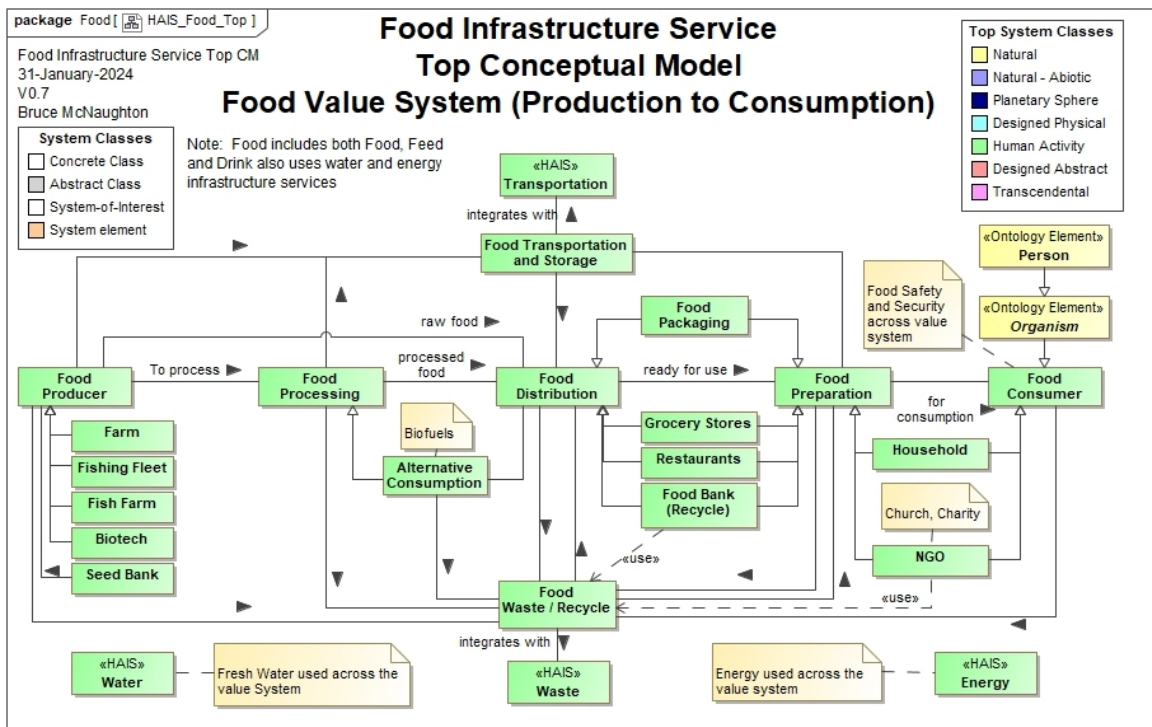 package Food [ HAIS_Food_Top ]
Food Infrastructure Service
Top Conceptual Model
Food Value System (Production to Consumption)
Food Infrastructure Service Top CM
31-January-2024
V0.7
Bruce McNaughton
System Classes
Concrete Class
Abstract Class
System-of-Interest
System element
Note: Food includes both Food, Feed
and Drink also uses water and energy
infrastructure services
Top System Classes
Natural
Natural - Abiotic
Planetary Sphere
Designed Physical
Human Activity
Designed Abstract
Transcendental
«HAIS»
Transportation
integrates with
Food Transportation
and Storage
«Ontology Element»
Person
«Ontology Element»
Organism
Food Safety
and Security
across value
system
Food
Packaging
raw food
To process
processed
food
ready for use
for
consumption
Food
Producer
Food
Processing
Food
Distribution
Food
Preparation
Food
Consumer
Farm
Fishing Fleet
Fish Farm
Biotech
Seed Bank
Biofuels
Alternative
Consumption
Grocery Stores
Restaurants
Food Bank
(Recycle)
Household
Church, Charity
NGO
«use»
«use»
Food
Waste / Recycle
integrates with
«HAIS»
Water
Fresh Water used across the
value System
«HAIS»
Waste
Energy used across the
value system
«HAIS»
Energy